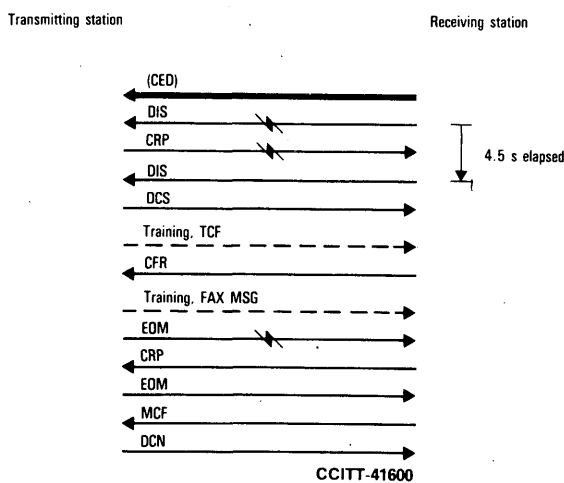 Transmitting station
Receiving station
(CED)
DIS
CRP
4.5 s elapsed
DIS
DCS
Training, TCF
CFR
Training, FAX MSG
EOM
CRP
EOM
MCF
DCN
CCITT-41600